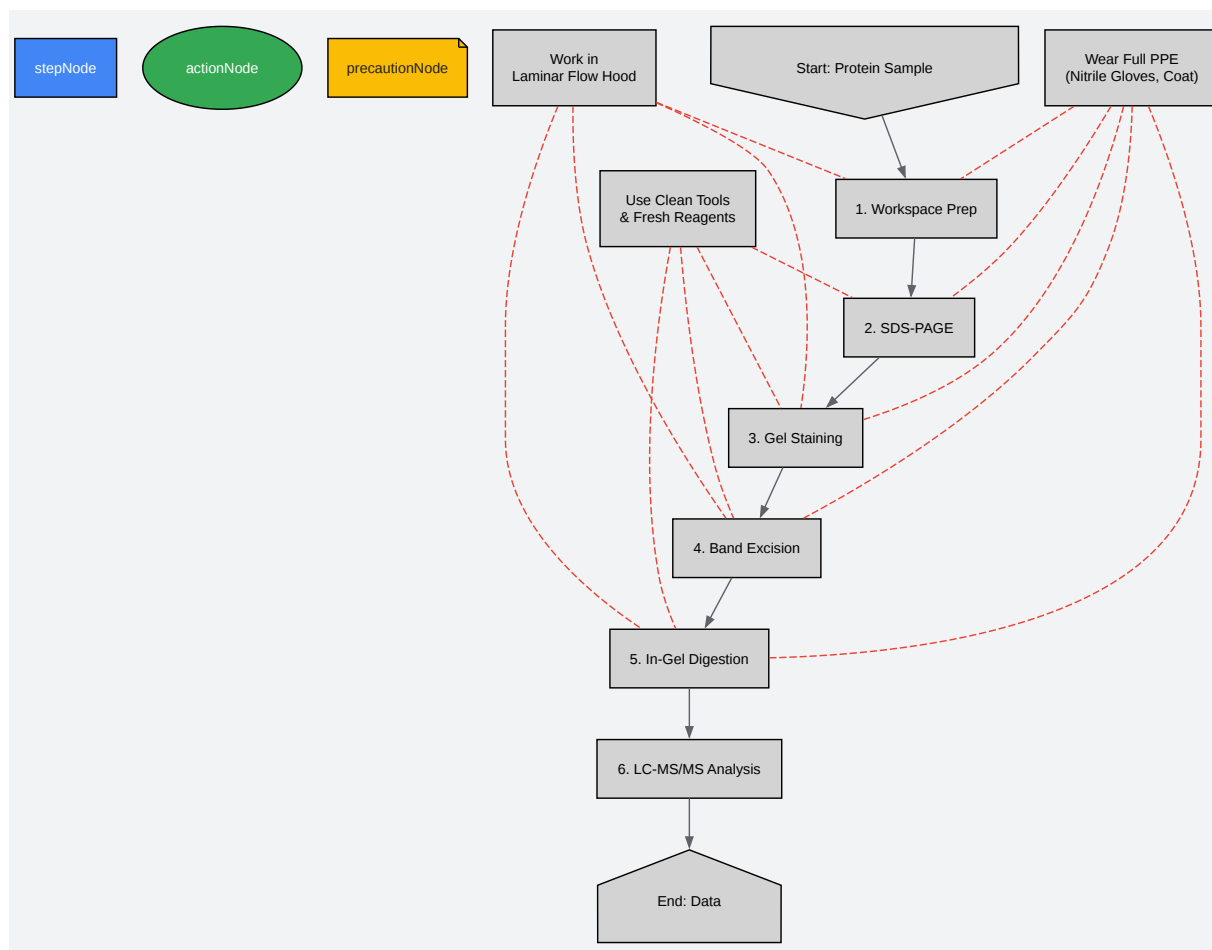 stepNode
actionNode
precautionNode
Work in
Laminar Flow Hood
Start: Protein Sample
Wear Full PPE
(Nitrile Gloves, Coat)
Use Clean Tools
& Fresh Reagents
1. Workspace Prep
2. SDS-PAGE
3. Gel Staining
4. Band Excision
5. In-Gel Digestion
6. LC-MS/MS Analysis
End: Data